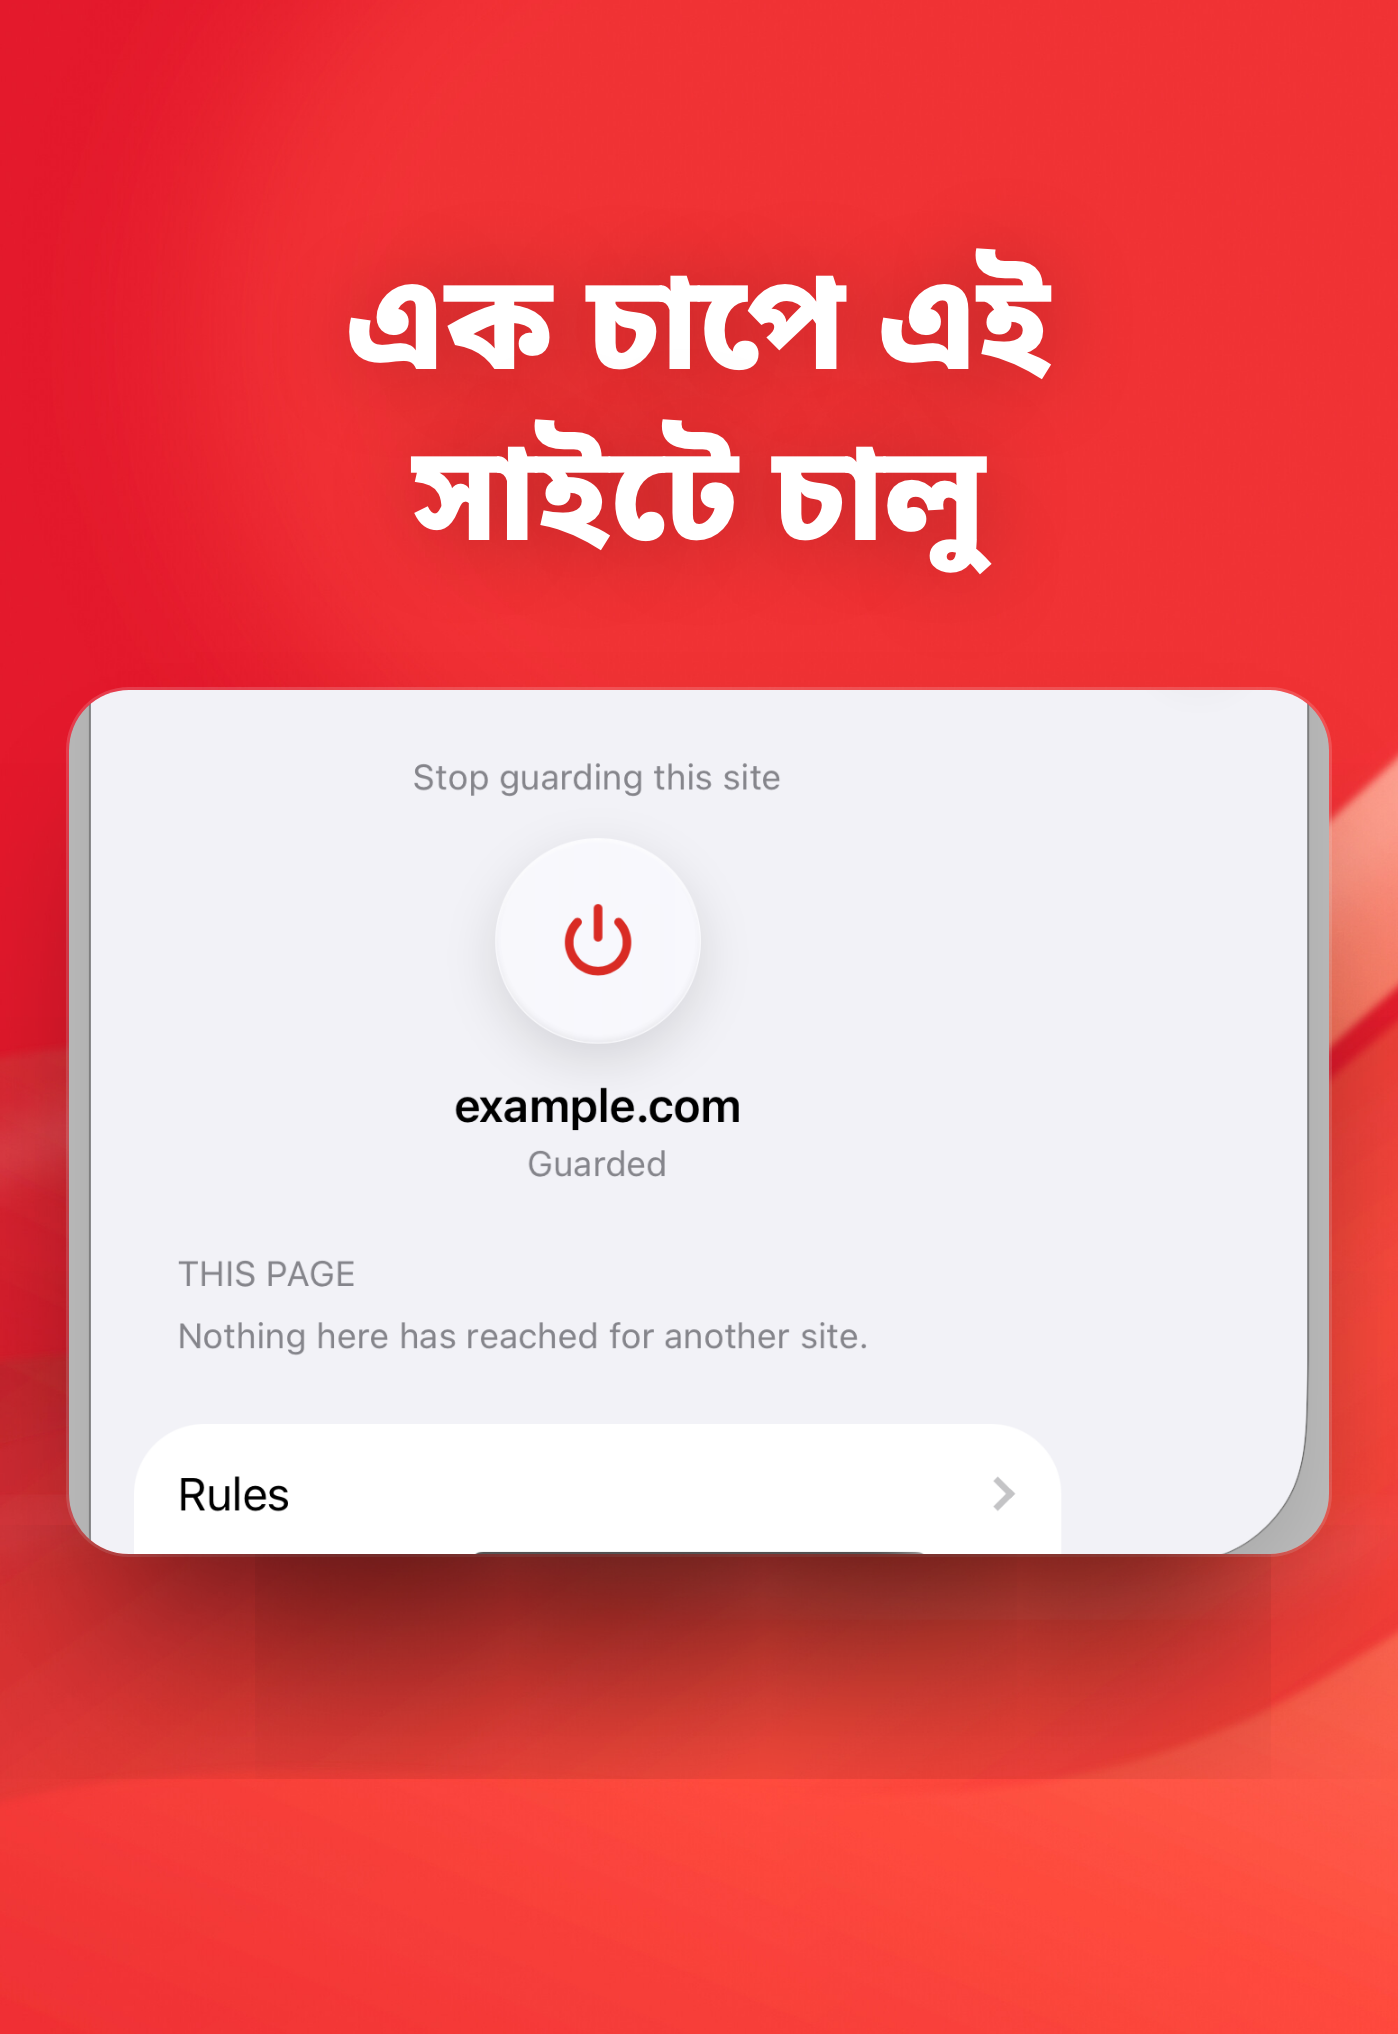 এক চাপে এই
সাইটে চালু
Stop guarding this site
example.com
Guarded
THIS PAGE
Nothing here has reached for another site.
Rules